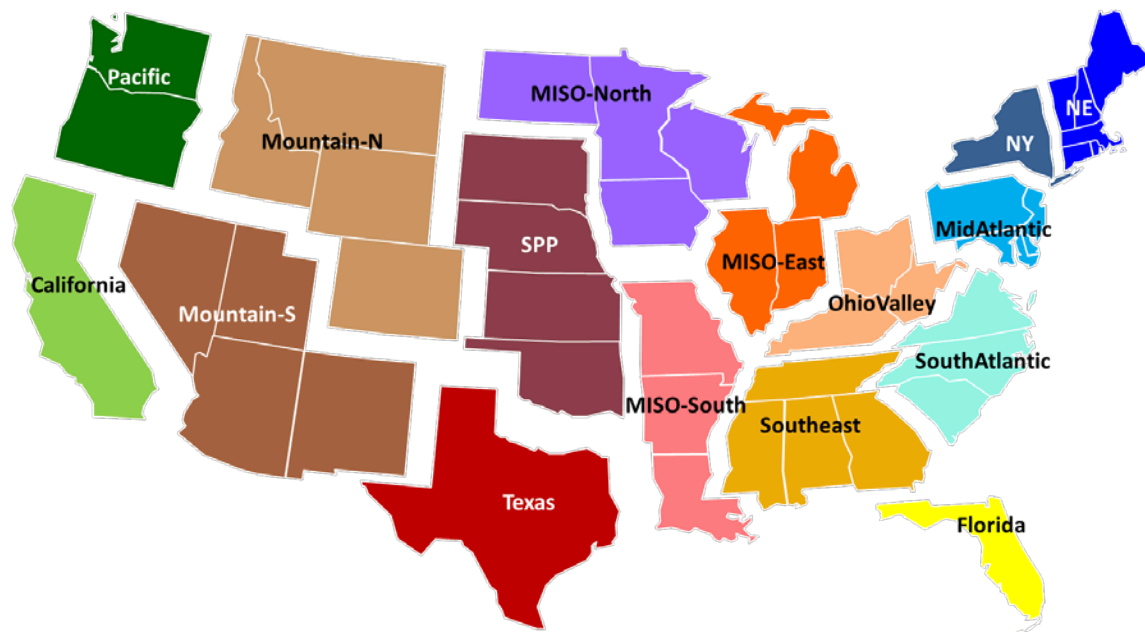 Pacific
MISO-North
NE
Mountain-N
NY
MidAtlantic
SPP
MISO-East
California
OhioValley
Mountain-S
SouthAtlantic
MISO-South
Southeast
Texas
Florida